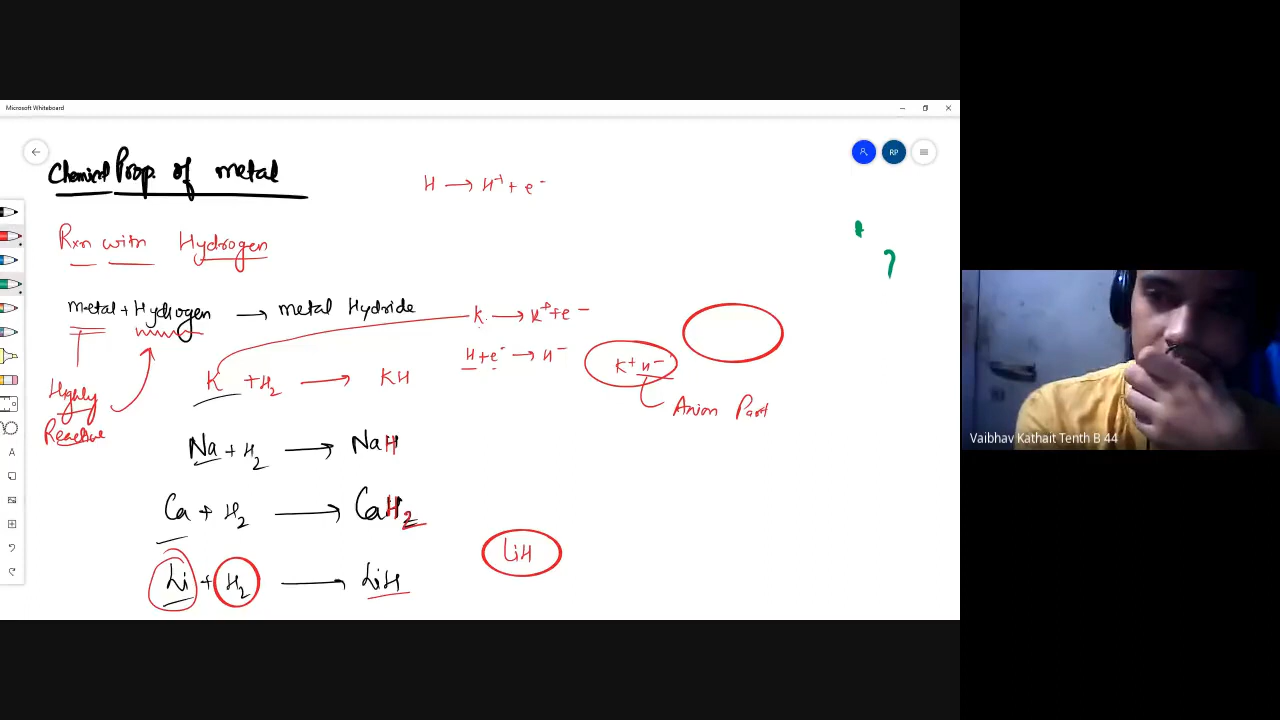 Microsoft Whiteboard
RP
Chemical Prop. of metal
H → H+ + e-
Rxn with Hydrogen
metal + Hydrogen → metal Hydride
K → K+ + e-
H + e- → H-
K+ H-
Anion Part
Highly
Reactive
K + H2 → KH
Na + H2 → NaH
Ca + H2 → CaH2
LiH
Li + H2 → LiH
?
A
Vaibhav Kathait Tenth B 44